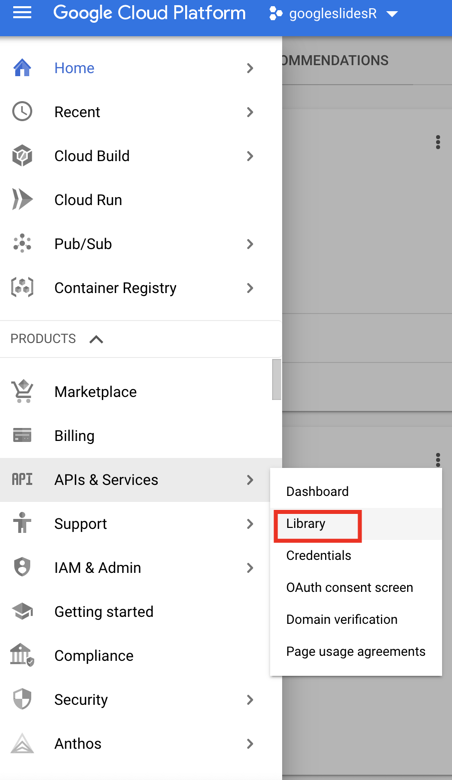 Google Cloud Platform
googleslidesR
Home
OMMENDATIONS
Recent
Cloud Build
Cloud Run
Pub/Sub
Container Registry
PRODUCTS
Marketplace
Billing
API APIs & Services
Dashboard
Library
Credentials
OAuth consent screen
Domain verification
Page usage agreements
Support
IAM & Admin
Getting started
Compliance
Security
Anthos